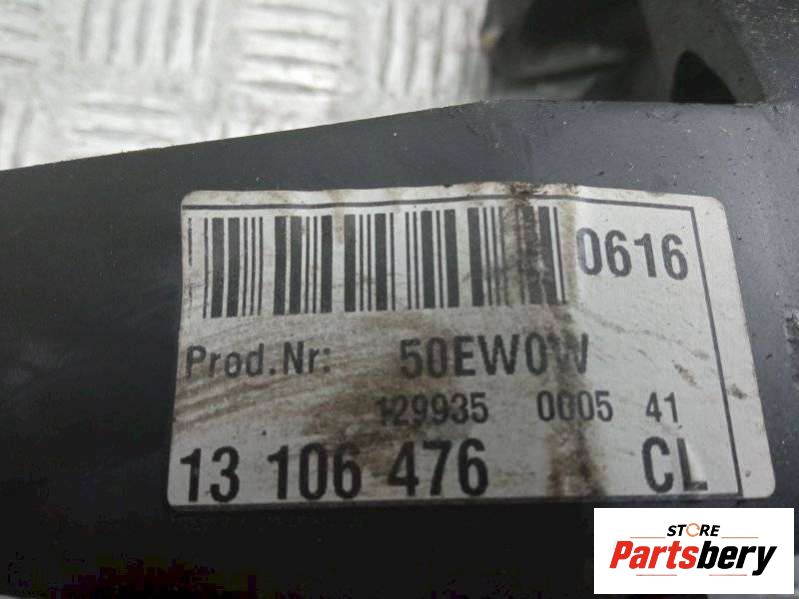 0616
Prod.Nr: 50EW0W
129935 0005 41
13 106 476 CL
STORE
Partsbery